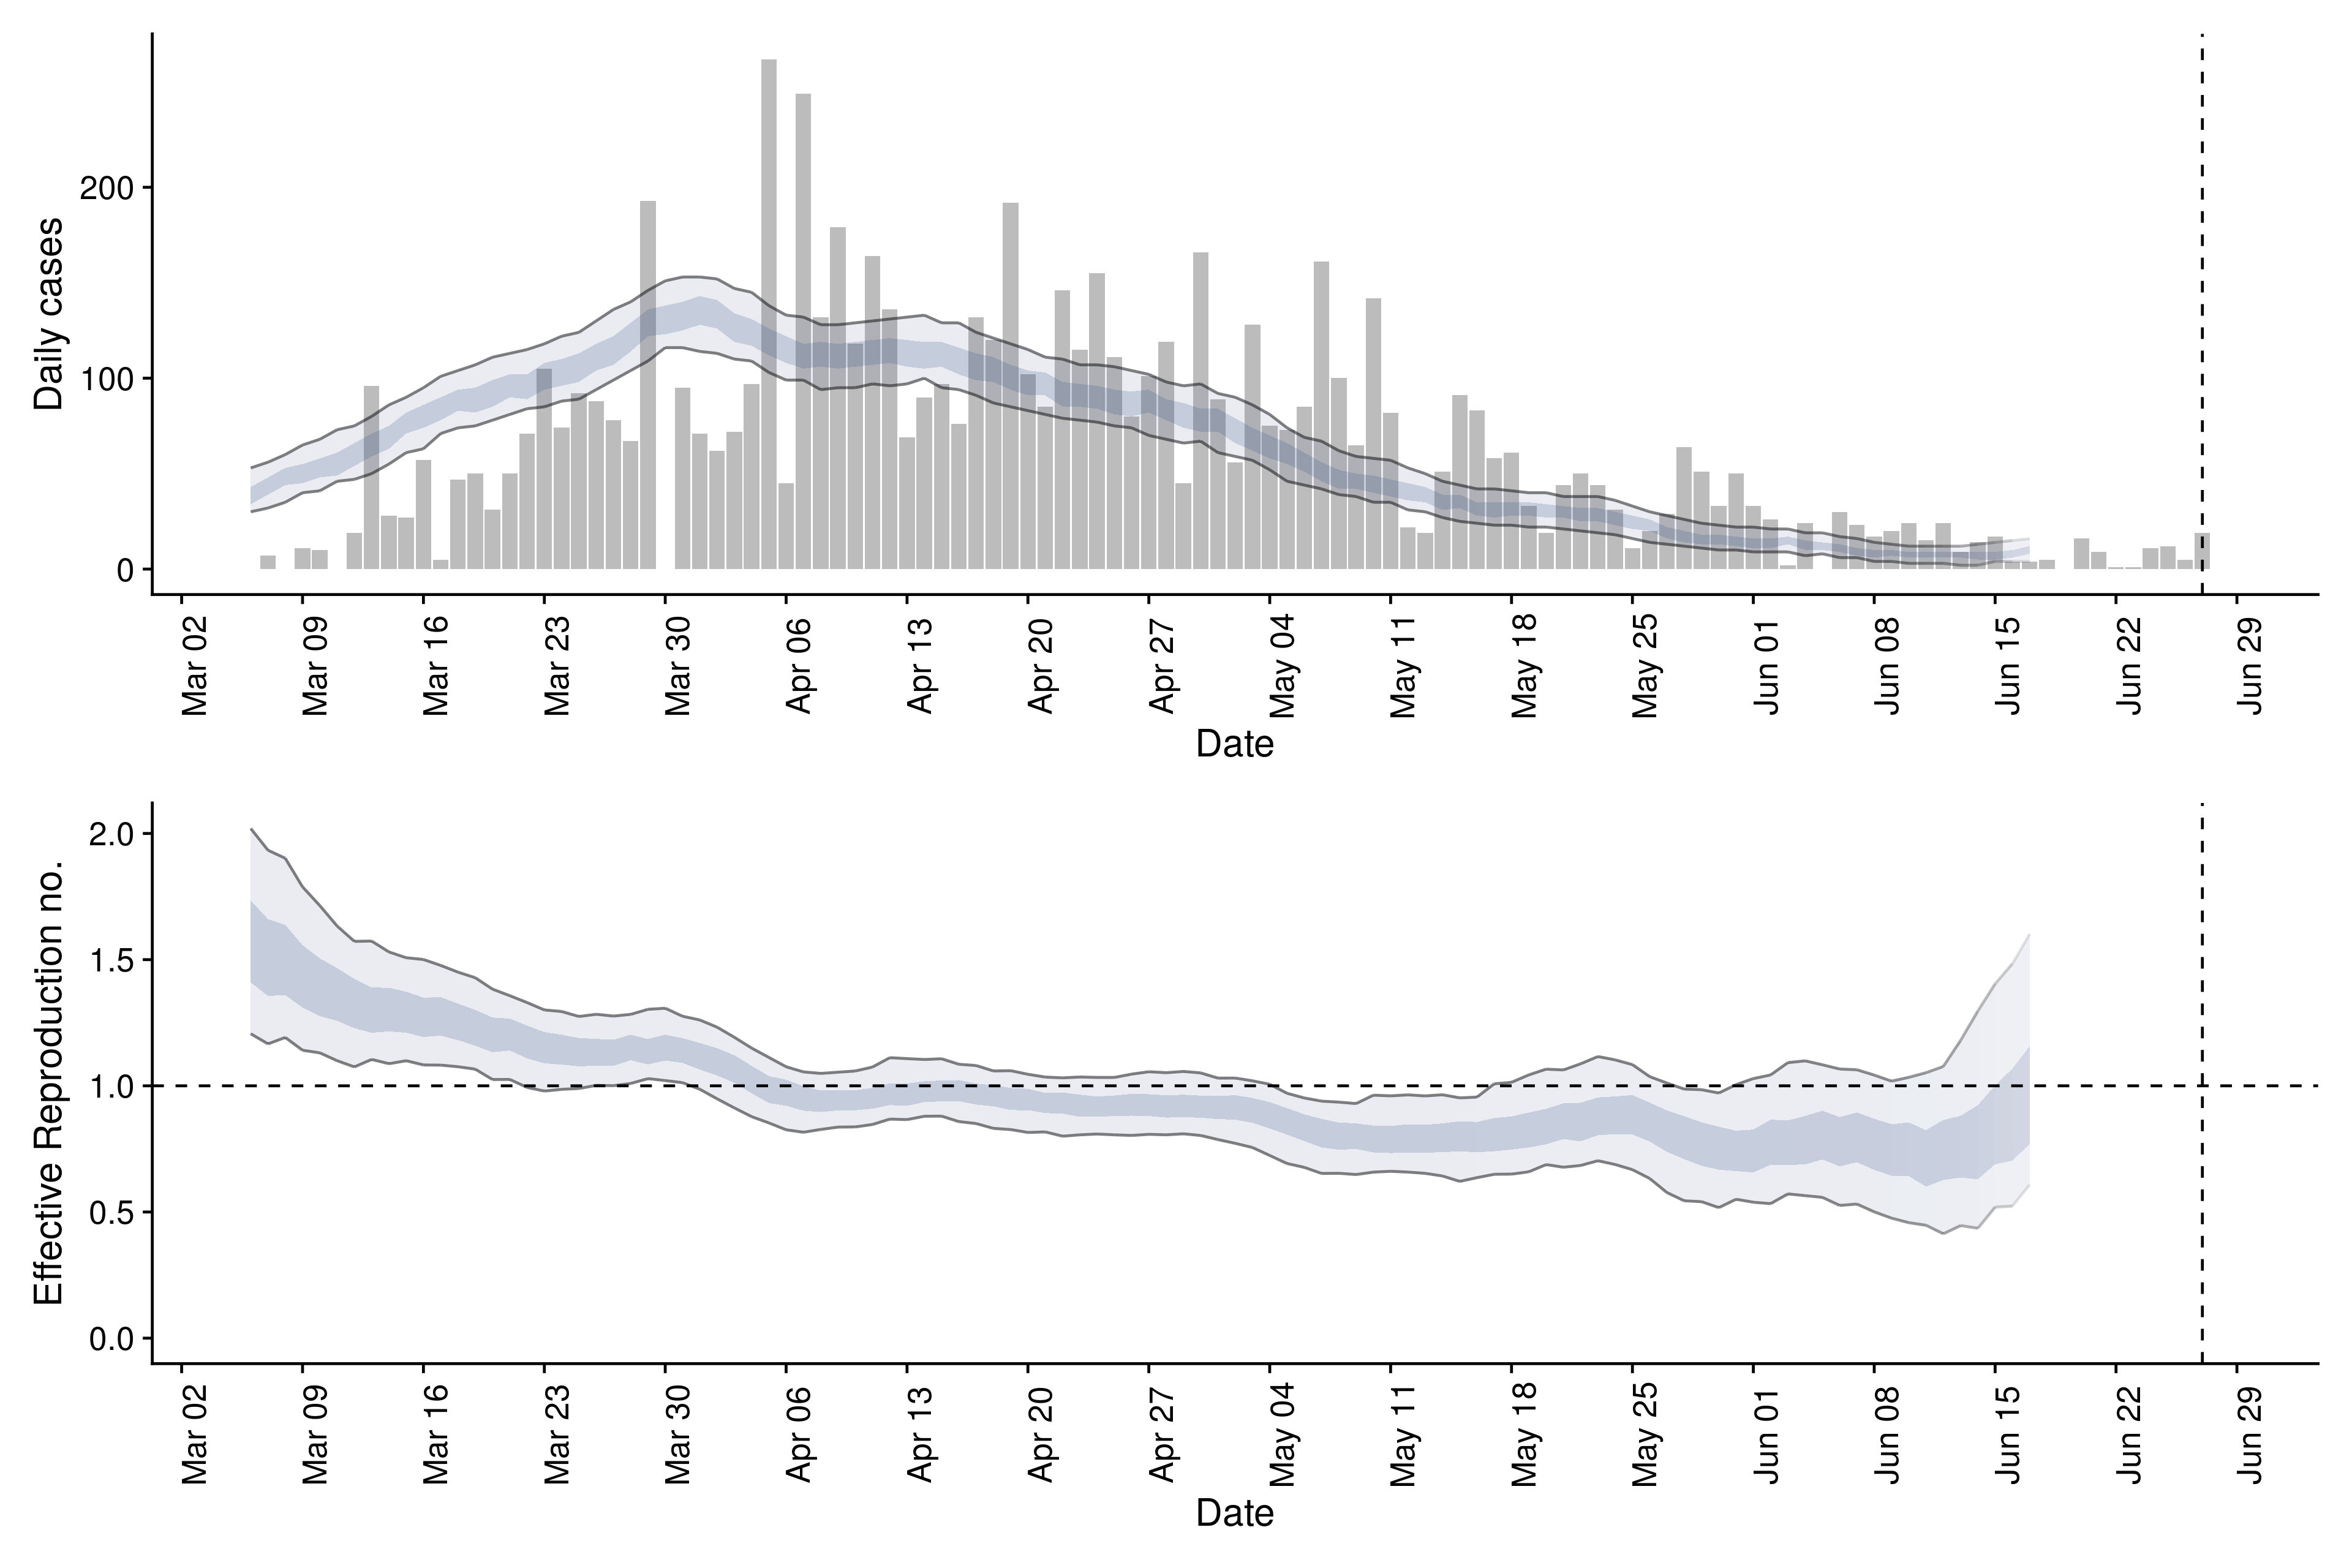 Daily cases
200
100
0
Mar 02
Mar 09
Mar 16
Mar 23
Mar 30
Apr 06
Apr 13
Apr 20
Apr 27
May 04
May 11
May 18
May 25
Jun 01
Jun 08
Jun 15
Jun 22
Jun 29
Date
Effective Reproduction no.
2.0
1.5
1.0
0.5
0.0
Mar 02
Mar 09
Mar 16
Mar 23
Mar 30
Apr 06
Apr 13
Apr 20
Apr 27
May 04
May 11
May 18
May 25
Jun 01
Jun 08
Jun 15
Jun 22
Jun 29
Date